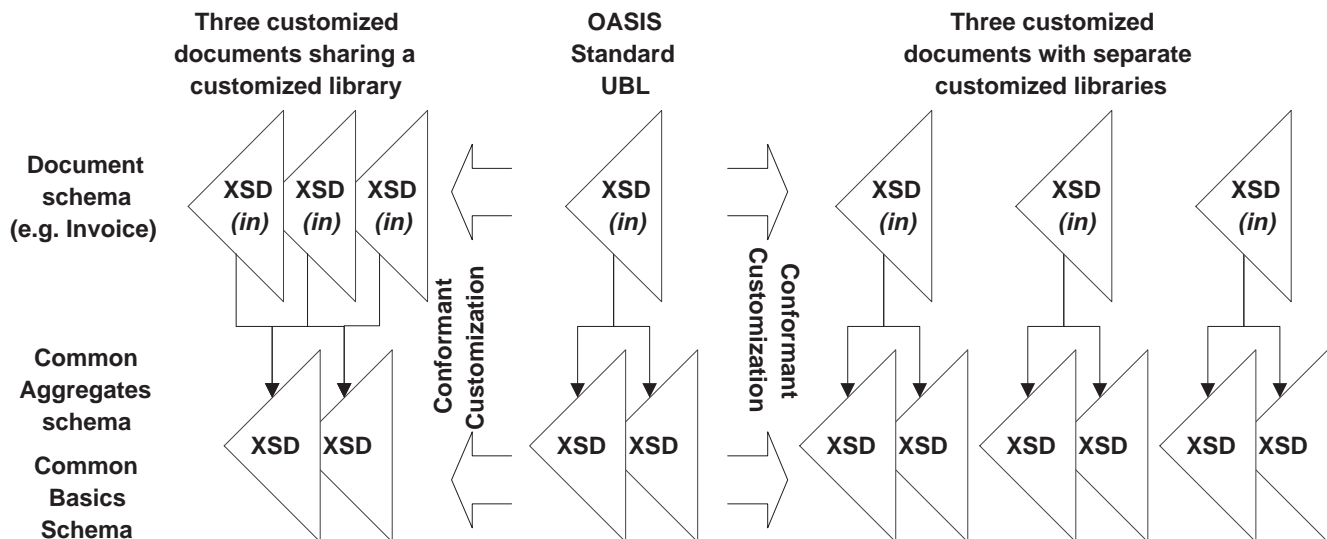 Three customized
documents sharing a
customized library
OASIS
Standard
UBL
Three customized
documents with separate
customized libraries
Document
schema
(e.g. Invoice)
XSD
(in)
XSD
(in)
XSD
(in)
XSD
(in)
XSD
(in)
XSD
(in)
XSD
(in)
Conformant
Customization
Conformant
Customization
Common
Aggregates
schema
Common
Basics
Schema
XSD
XSD
XSD
XSD
XSD
XSD
XSD
XSD
XSD
XSD